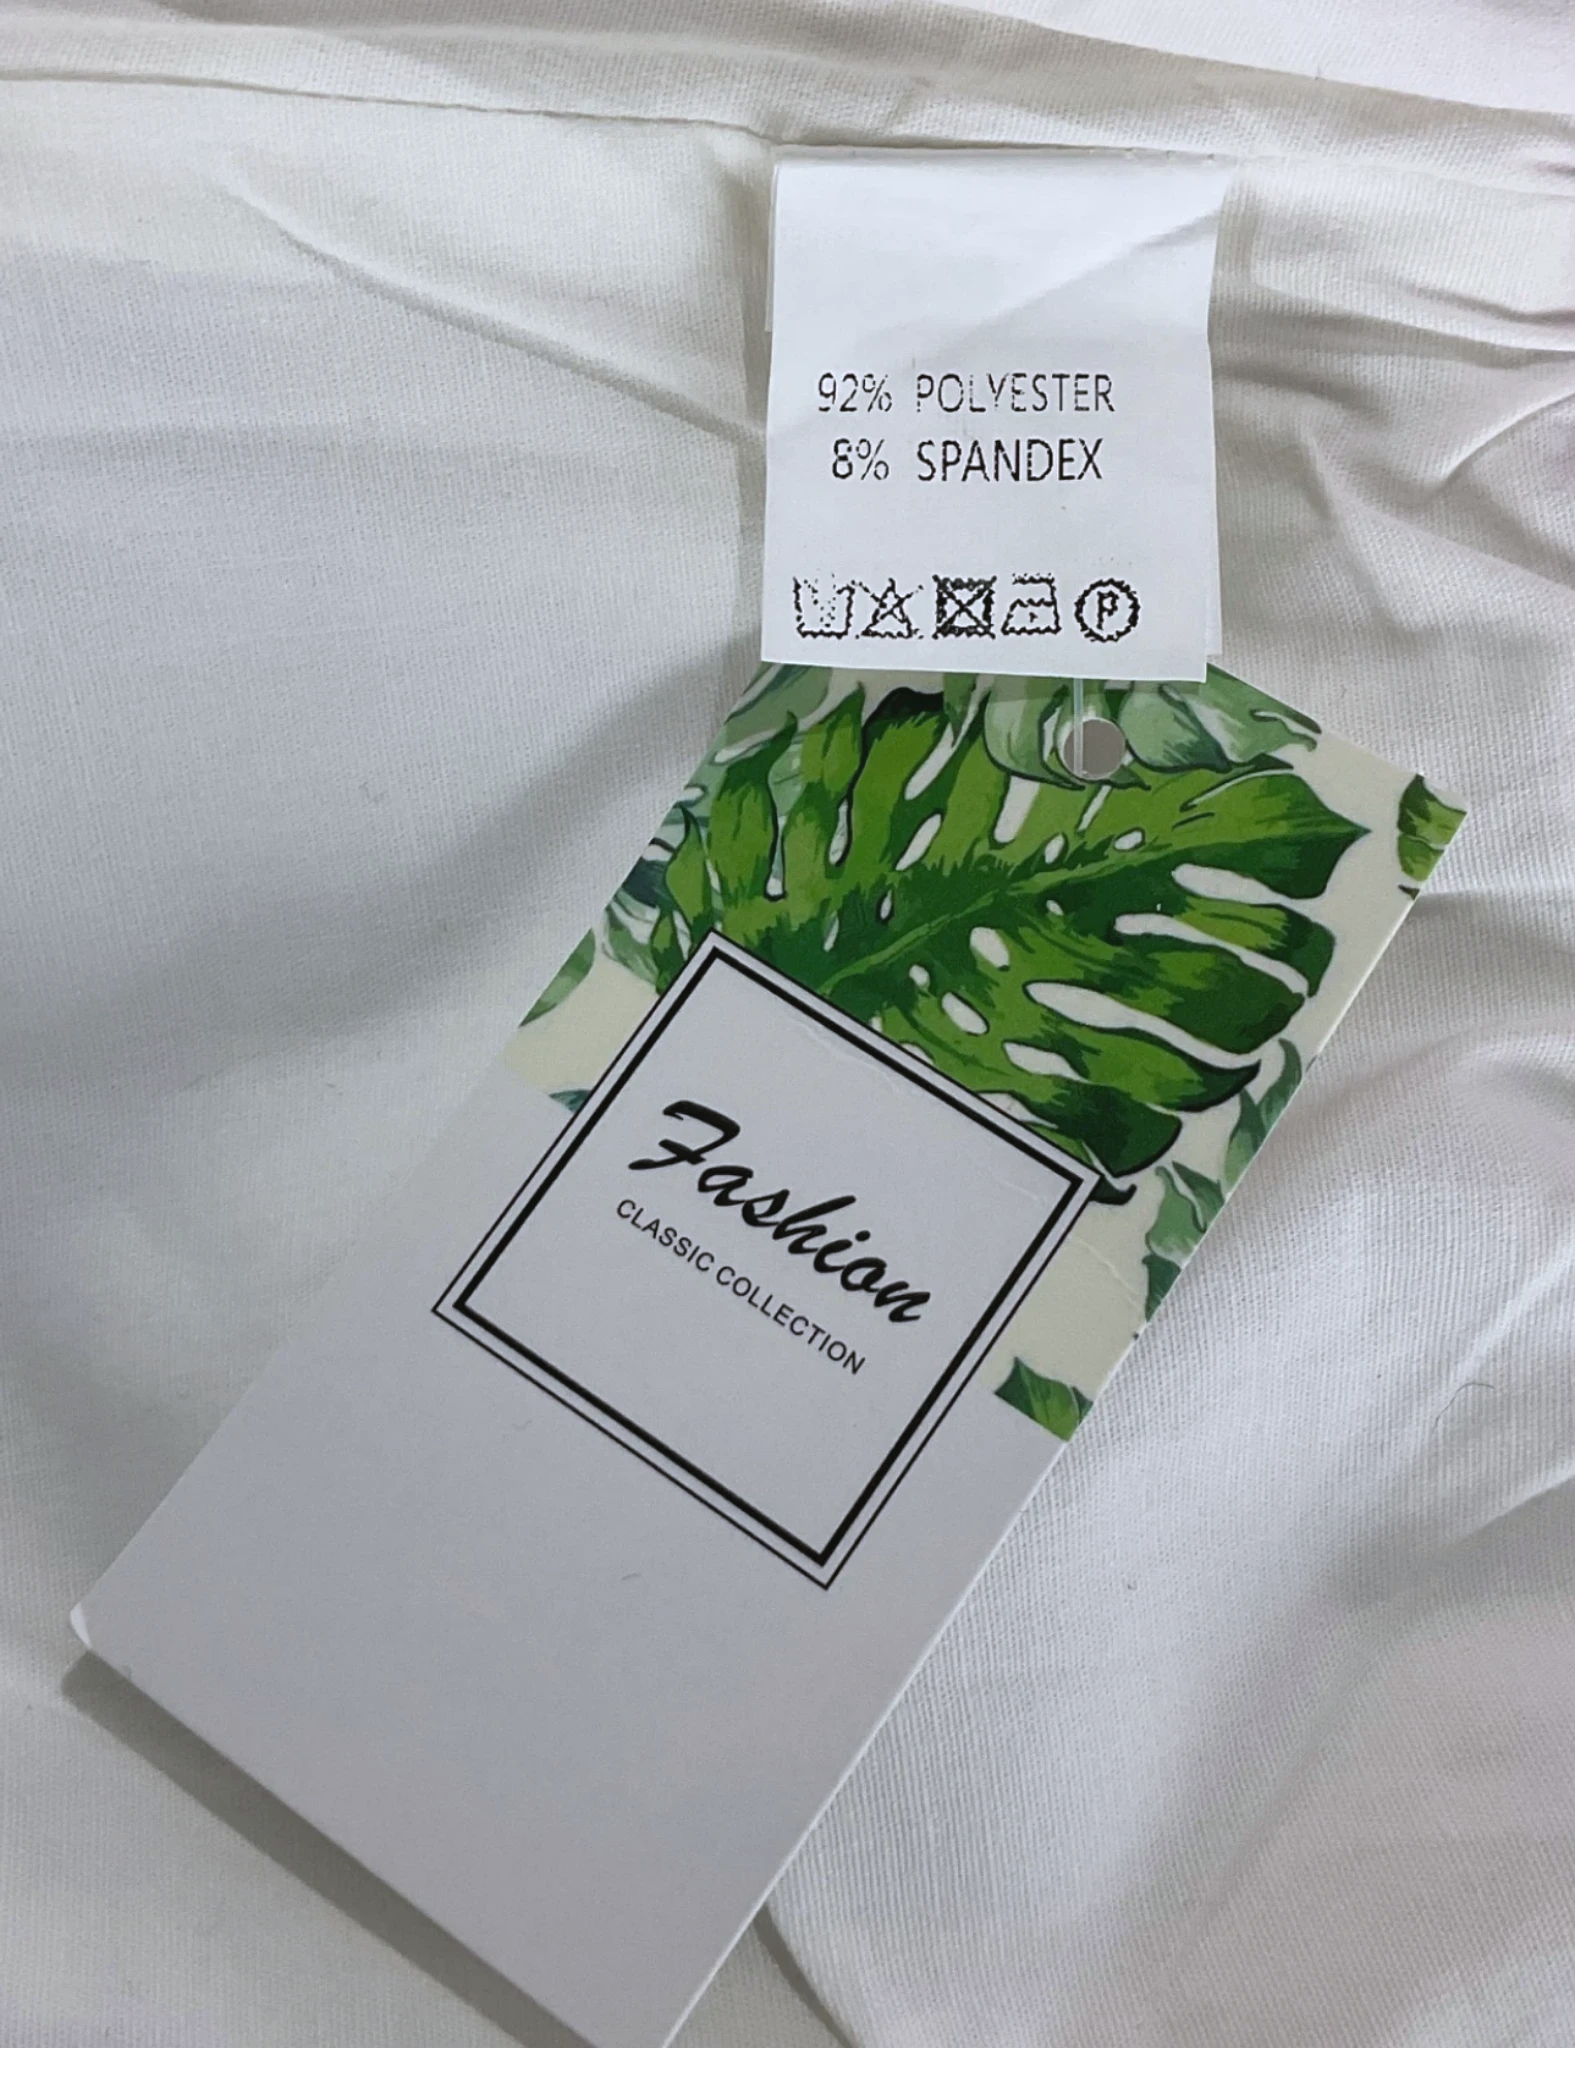 92% POLYESTER
8% SPANDEX
P
Fashion
CLASSIC COLLECTION